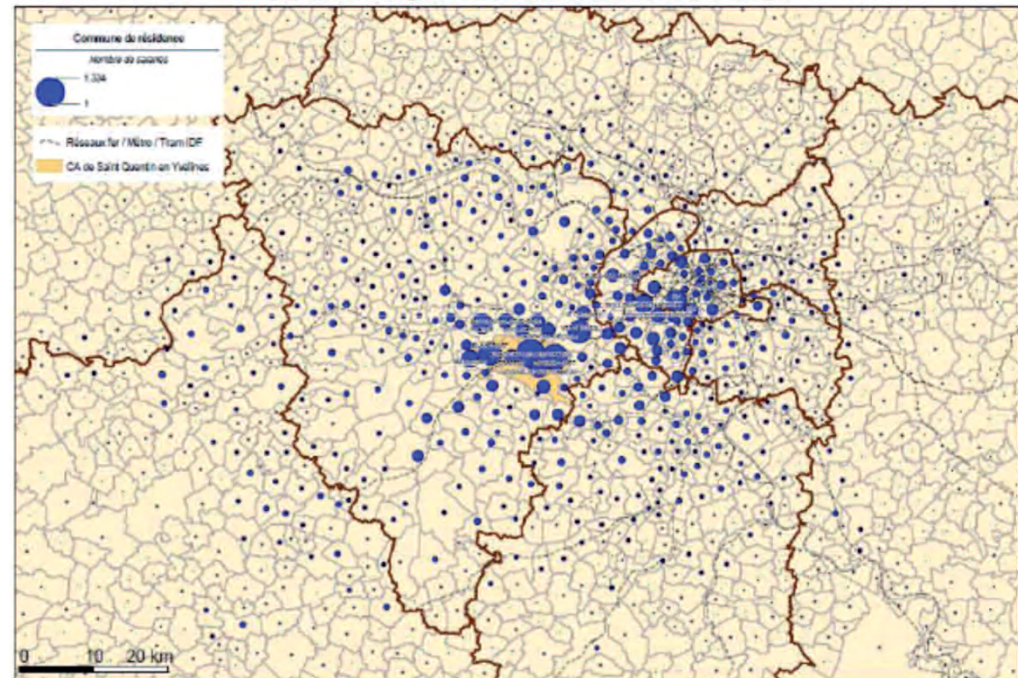 Commune de résidence
Nombre de salariés
1,334
1
Réseaux fer / Métro / Tram IDF
CA de Saint Quentin en Yvelines
0 10 20 km